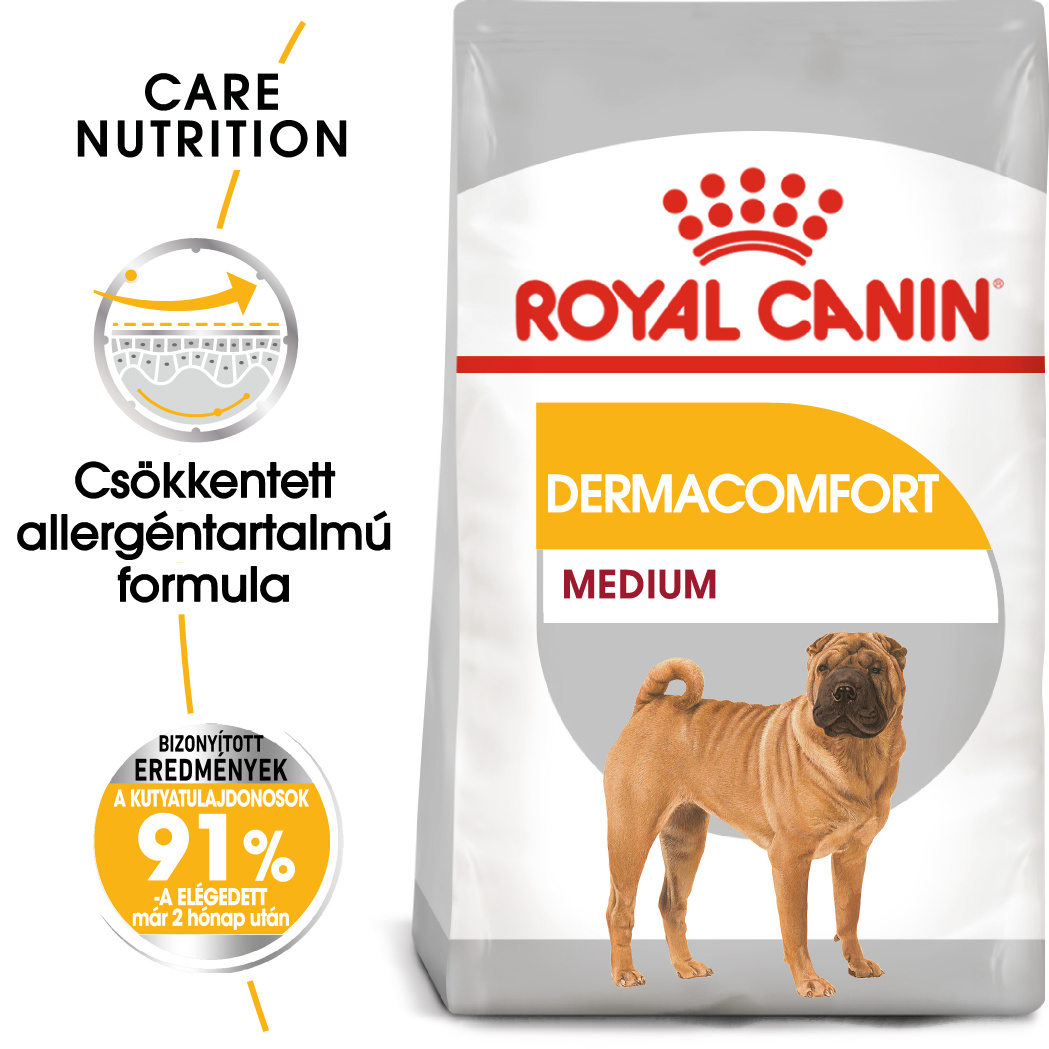 CARE
NUTRITION
Csökkentett
allergéntartalmú
formula
BIZONYÍTOTT
EREDMÉNYEK
A KUTYATULAJDONOSOK
91%
-A ELÉGEDETT
már 2 hónap után
ROYAL CANIN®
DERMACOMFORT
MEDIUM